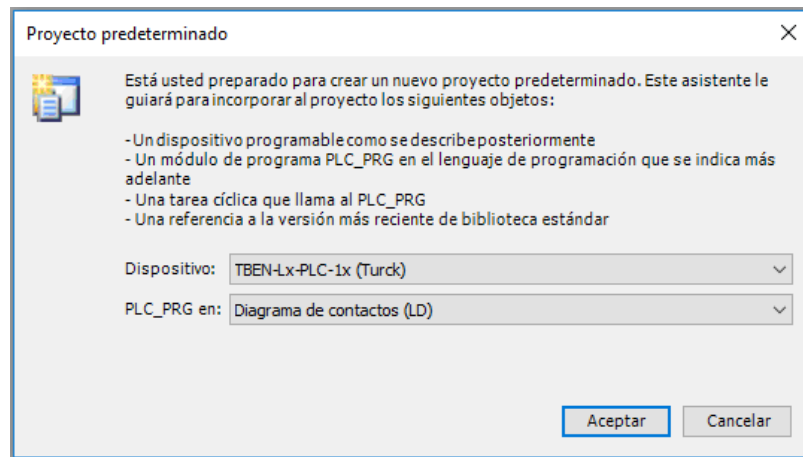 Proyecto predeterminado
Está usted preparado para crear un nuevo proyecto predeterminado. Este asistente le
guiará para incorporar al proyecto los siguientes objetos:
- Un dispositivo programable como se describe posteriormente
- Un módulo de programa PLC_PRG en el lenguaje de programación que se indica más
adelante
- Una tarea cíclica que llama al PLC_PRG
- Una referencia a la versión más reciente de biblioteca estándar
Dispositivo: TBEN-Lx-PLC-1x (Turck)
PLC_PRG en: Diagrama de contactos (LD)
Aceptar Cancelar